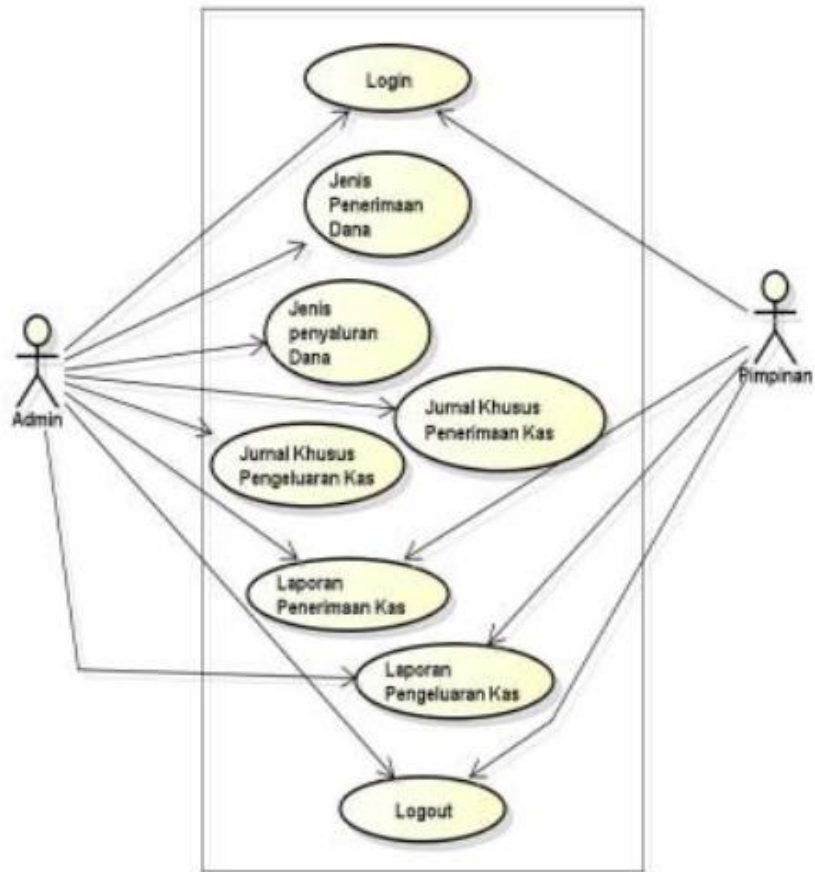 Login
Jenis
Penerimaan
Dana
Jenis
penyaluran
Dana
Admin
Pimpinan
Jurnal Khusus
Penerimaan Kas
Jurnal Khusus
Pengeluaran Kas
Laporan
Penerimaan Kas
Laporan
Pengeluaran Kas
Logout